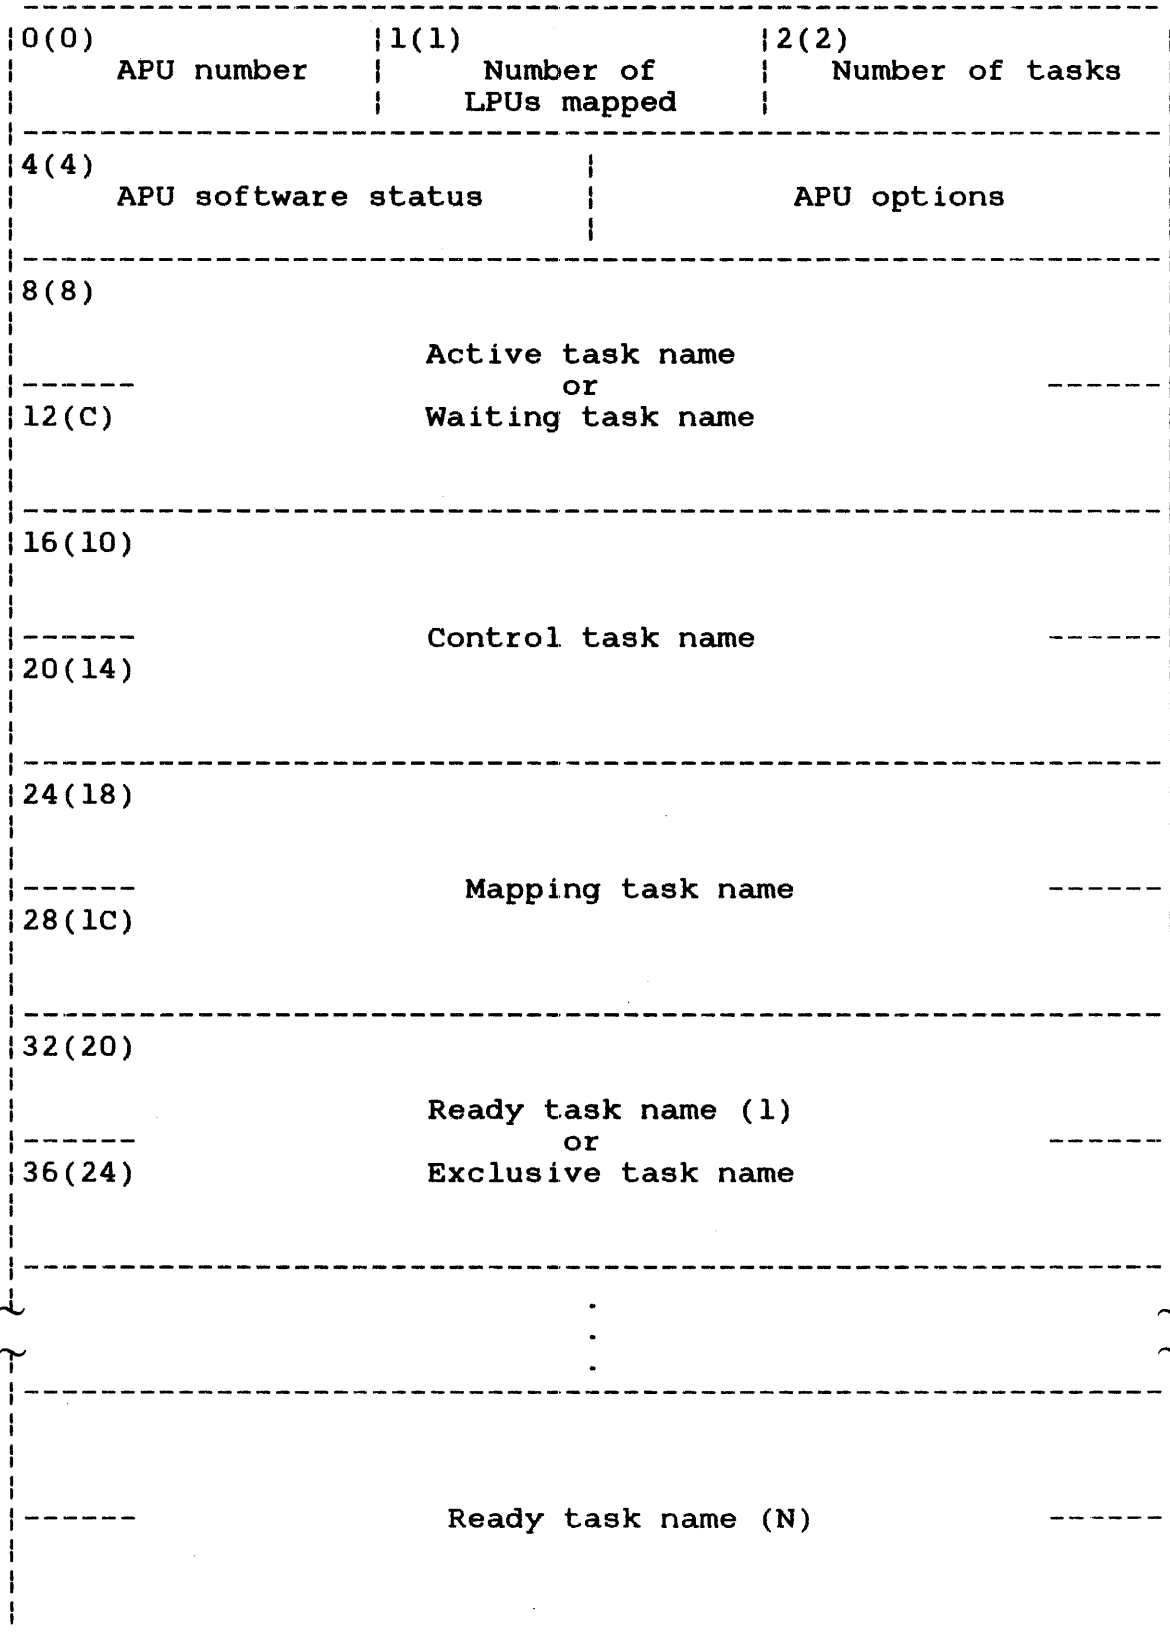 0(0) 1(1) 2(2)
APU number Number of Number of tasks
LPUs mapped
4(4)
APU software status APU options
8(8)
Active task name
or
12(C) Waiting task name
16(10)
Control task name
20(14)
24(18)
Mapping task name
28(1C)
32(20)
Ready task name (1)
or
36(24) Exclusive task name
.
.
.
Ready task name (N)